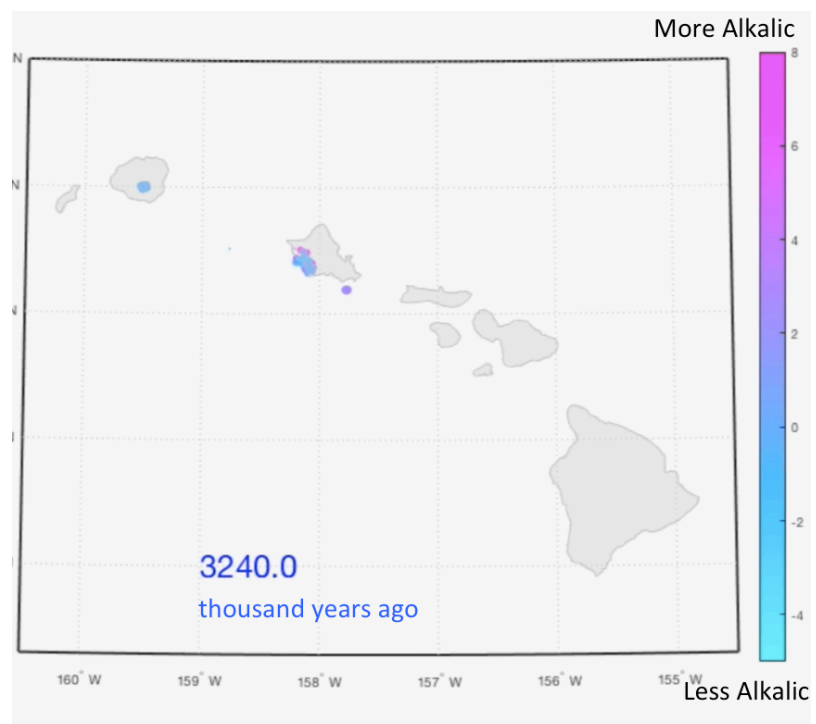 More Alkalic
8
N
6
N
4
2
N
0
-2
3240.0
thousand years ago
-4
160° W
159° W
158° W
157° W
156° W
155° W
Less Alkalic